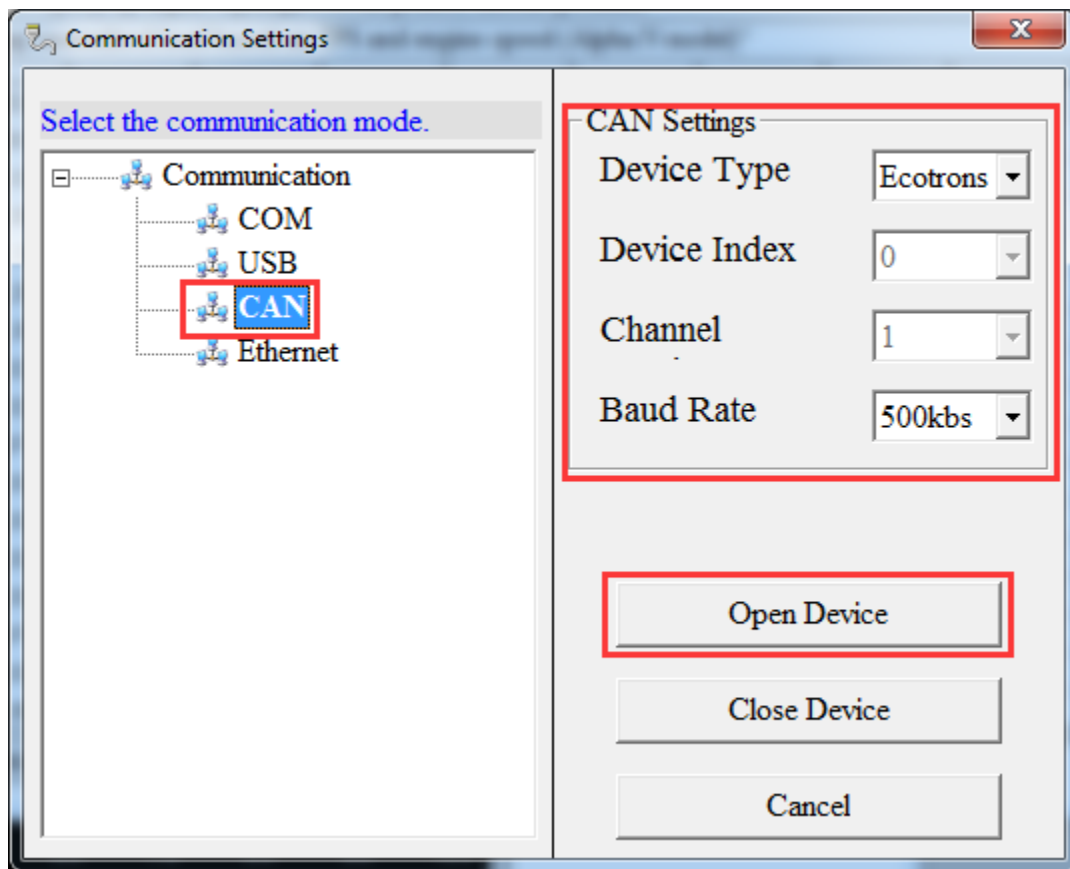 Communication Settings
Select the communication mode.
Communication
COM
USB
CAN
Ethernet
CAN Settings
Device Type
Ecotrons
Device Index
0
Channel
1
Baud Rate
500kbs
Open Device
Close Device
Cancel